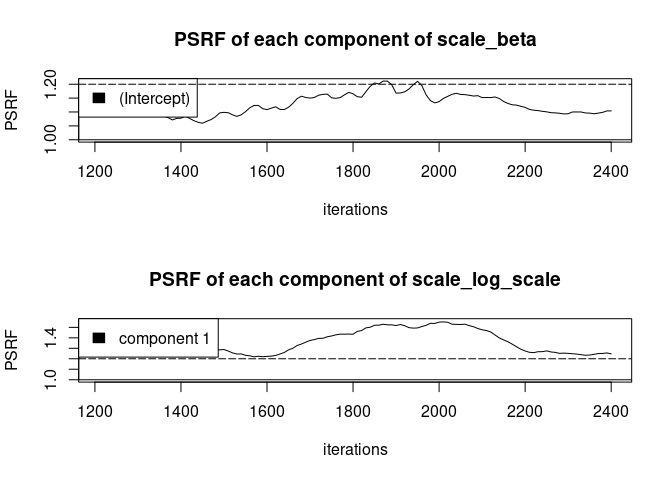 PSRF of each component of scale_beta
PSRF
1.20
1.00
(Intercept)
1200 1400 1600 1800 2000 2200 2400
iterations
PSRF of each component of scale_log_scale
PSRF
1.4
1.0
component 1
1200 1400 1600 1800 2000 2200 2400
iterations